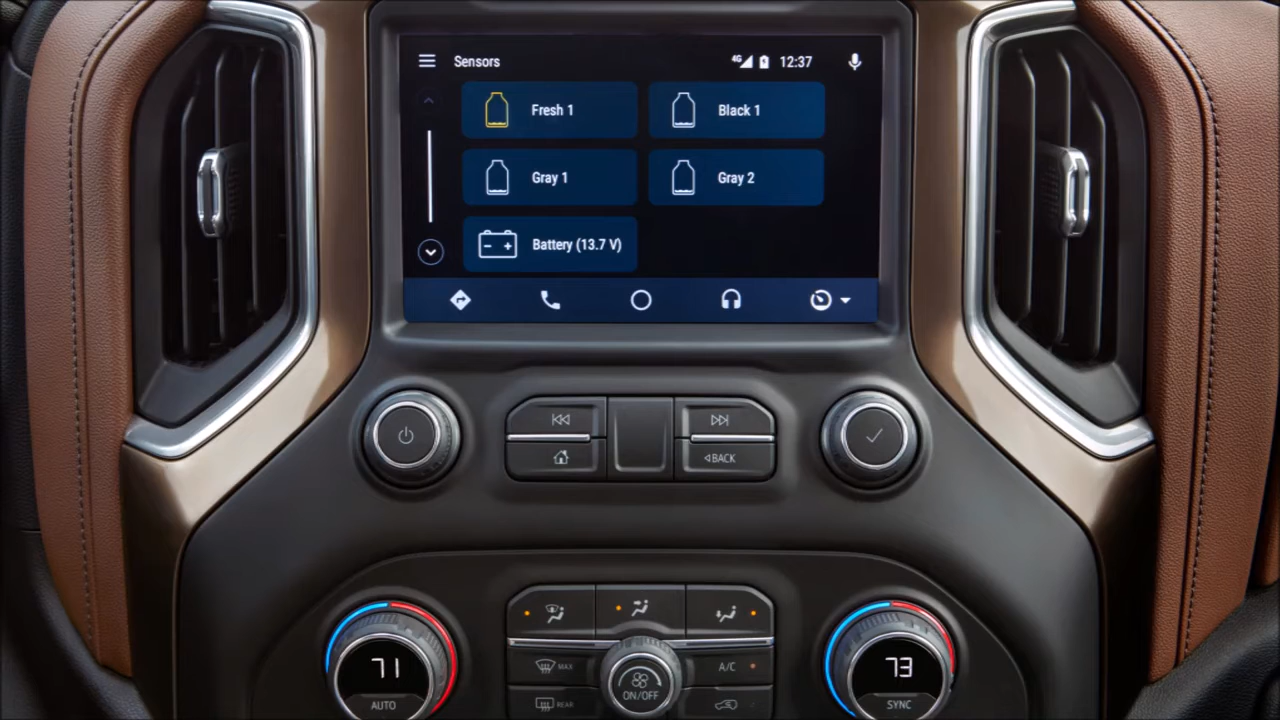 Sensors 4G 12:37
Fresh 1 Black 1
Gray 1 Gray 2
Battery (13.7 V)
BACK
MAX A/C
ON/OFF
REAR
71 73
AUTO SYNC